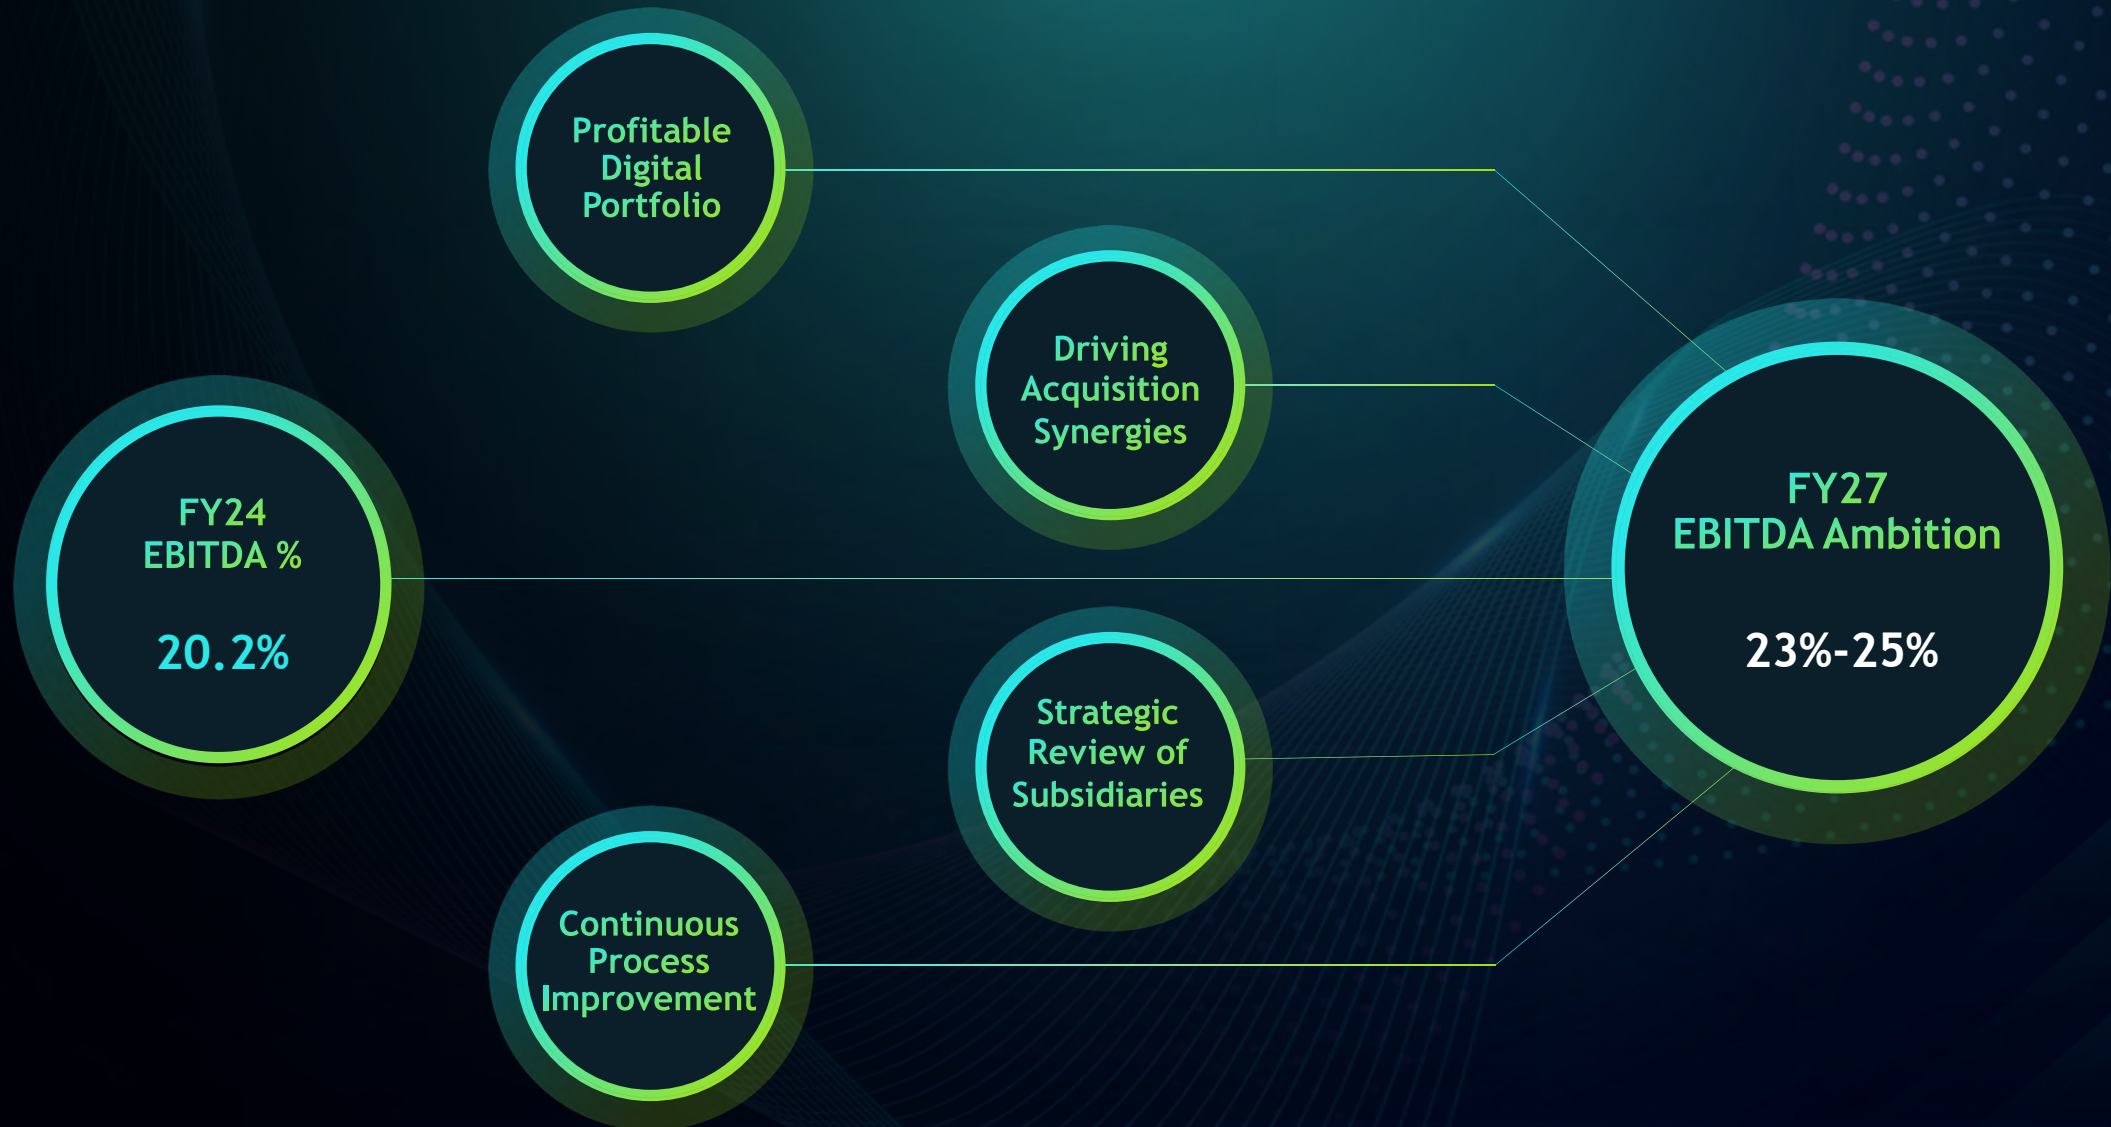 Profitable
Digital
Portfolio
Driving
Acquisition
Synergies
FY24
EBITDA %
20.2%
FY27
EBITDA Ambition
23%-25%
Strategic
Review of
Subsidiaries
Continuous
Process
Improvement